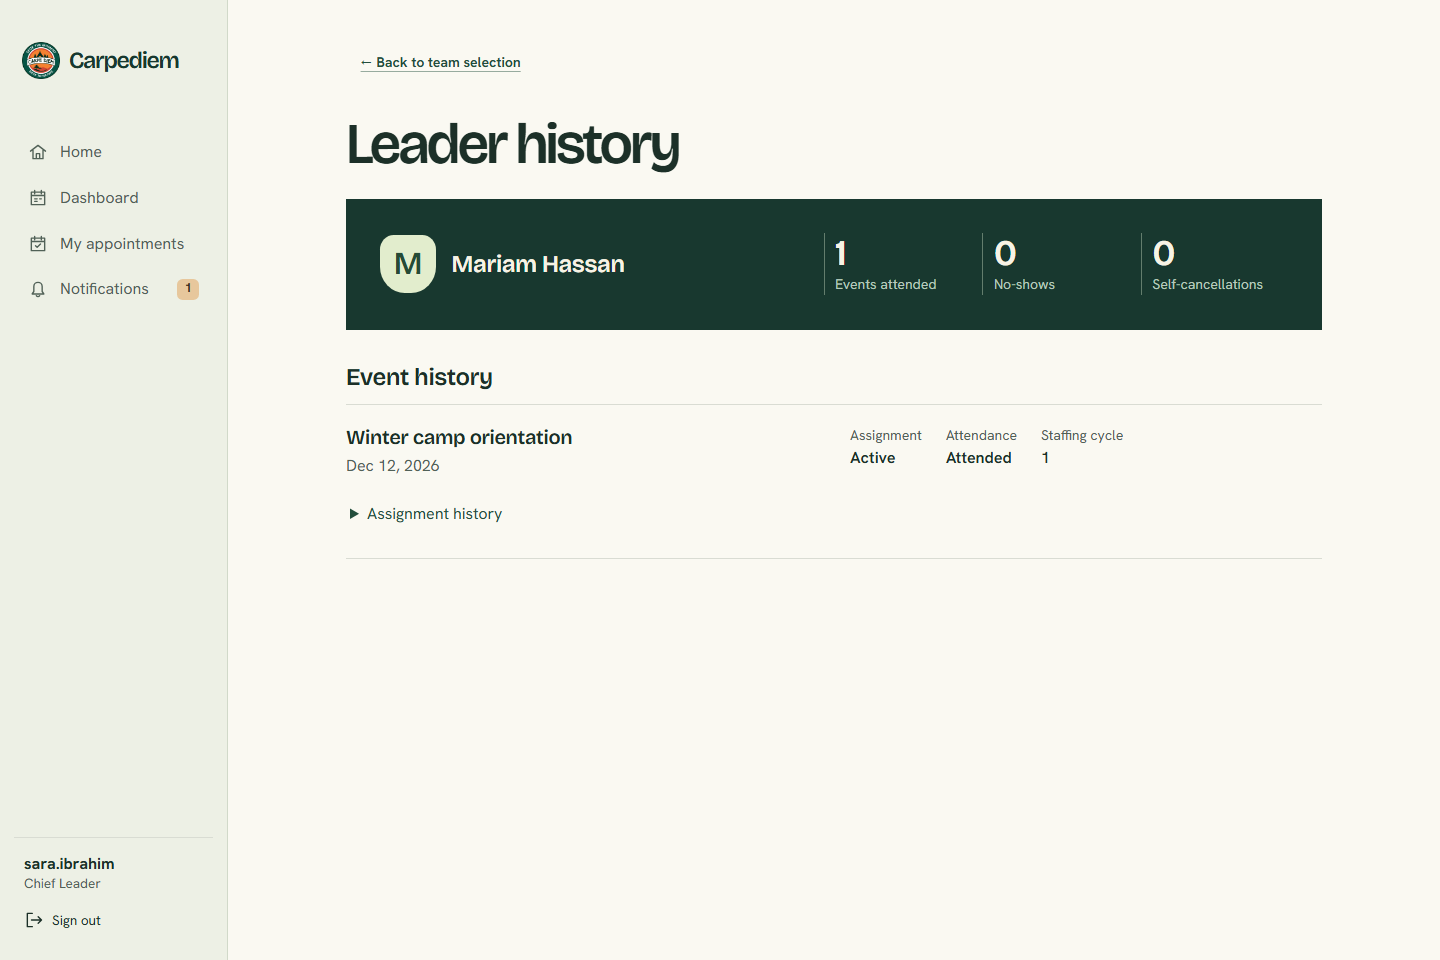 Carpediem
Home
Dashboard
My appointments
Notifications 1
sara.ibrahim
Chief Leader
Sign out
← Back to team selection
Leader history
M Mariam Hassan
1 Events attended
0 No-shows
0 Self-cancellations
Event history
Winter camp orientation
Dec 12, 2026
Assignment Attendance Staffing cycle
Active Attended 1
▶ Assignment history